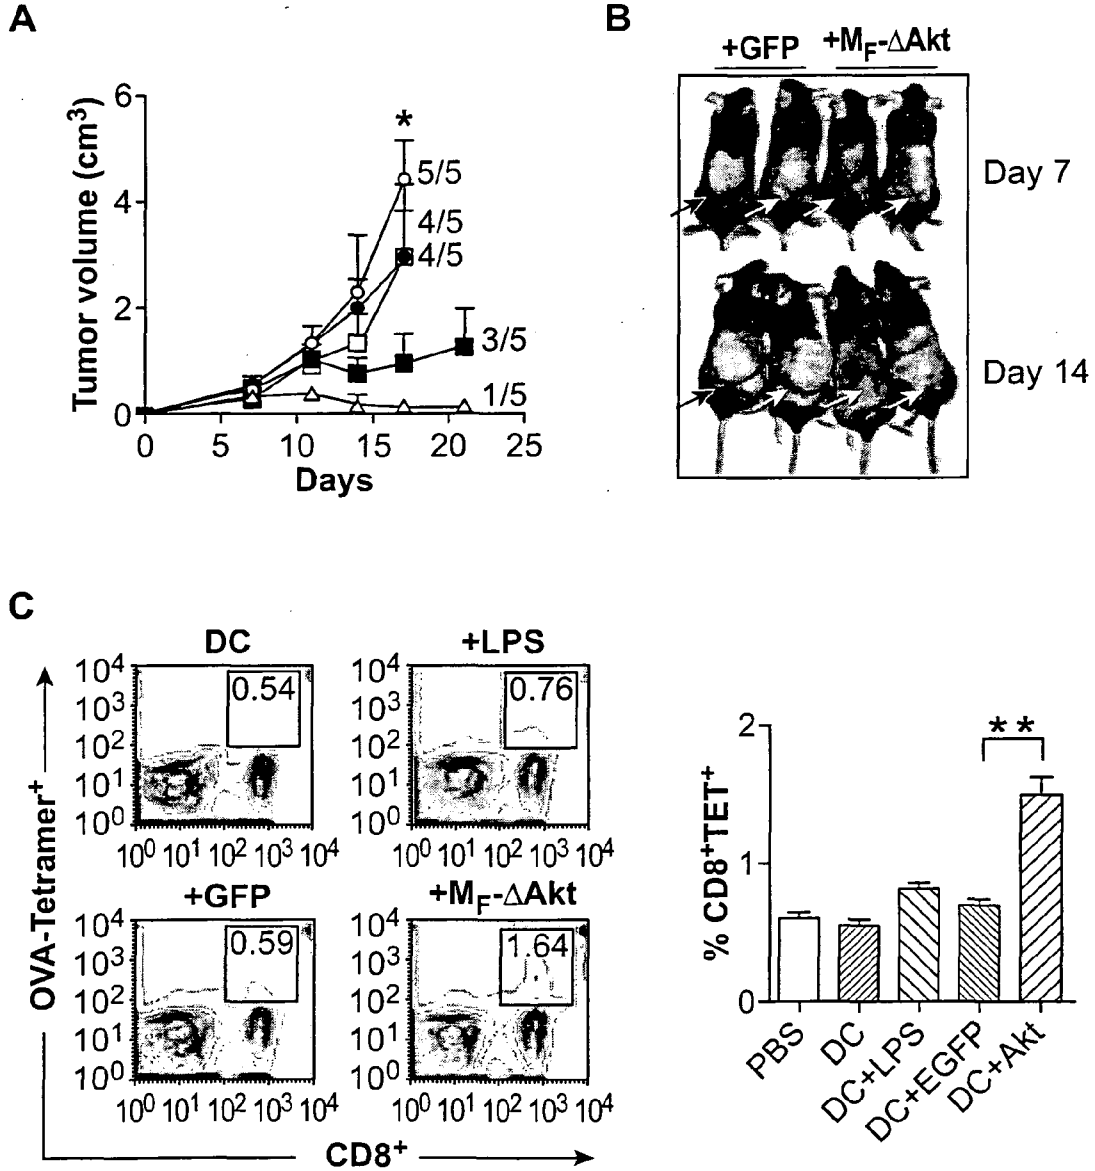 A
Tumor volume (cm³)
6
4
2
0
*
5/5
4/5
4/5
3/5
1/5
0 5 10 15 20 25
Days
B
+GFP +M_F-ΔAkt
Day 7
Day 14
C
DC
+LPS
10⁴
10³
10²
10¹
10⁰
0.54
10⁰ 10¹ 10² 10³ 10⁴
10⁴
10³
10²
10¹
10⁰
0.76
10⁰ 10¹ 10² 10³ 10⁴
+GFP
+M_F-ΔAkt
10⁴
10³
10²
10¹
10⁰
0.59
10⁰ 10¹ 10² 10³ 10⁴
10⁴
10³
10²
10¹
10⁰
1.64
10⁰ 10¹ 10² 10³ 10⁴
OVA-Tetramer⁺
CD8⁺
% CD8⁺TET⁺
2
1
0
**
PBS
DC
DC+LPS
DC+EGFP
DC+Akt